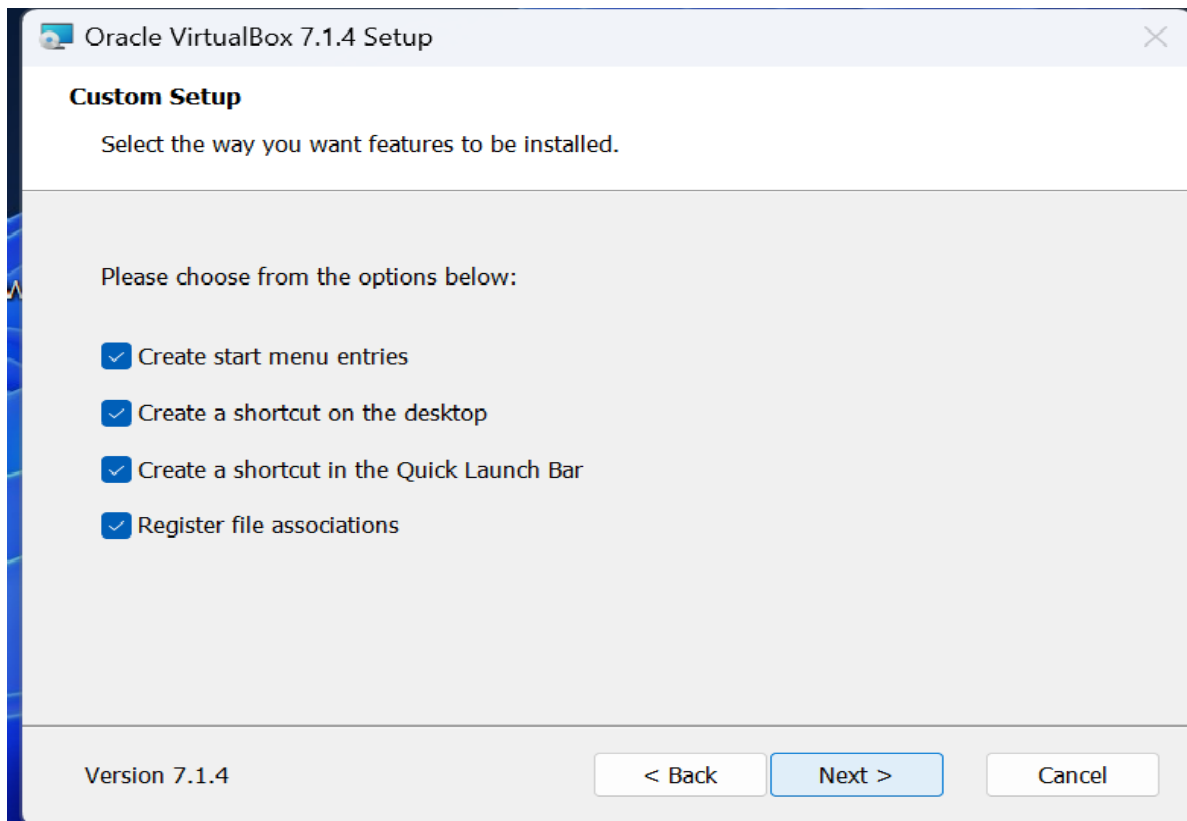 Oracle VirtualBox 7.1.4 Setup
Custom Setup
Select the way you want features to be installed.
Please choose from the options below:
Create start menu entries
Create a shortcut on the desktop
Create a shortcut in the Quick Launch Bar
Register file associations
Version 7.1.4
< Back
Next >
Cancel